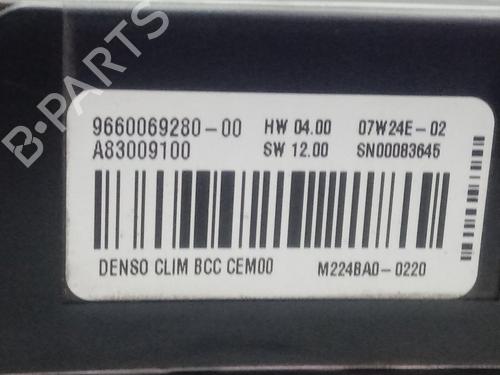 B-PARTS
9660069280-00 HW 04.00 07W24E-02
A83009100 SW 12.00 SN00083645
DENSO CLIM BCC CEM00 M224BA0-0220